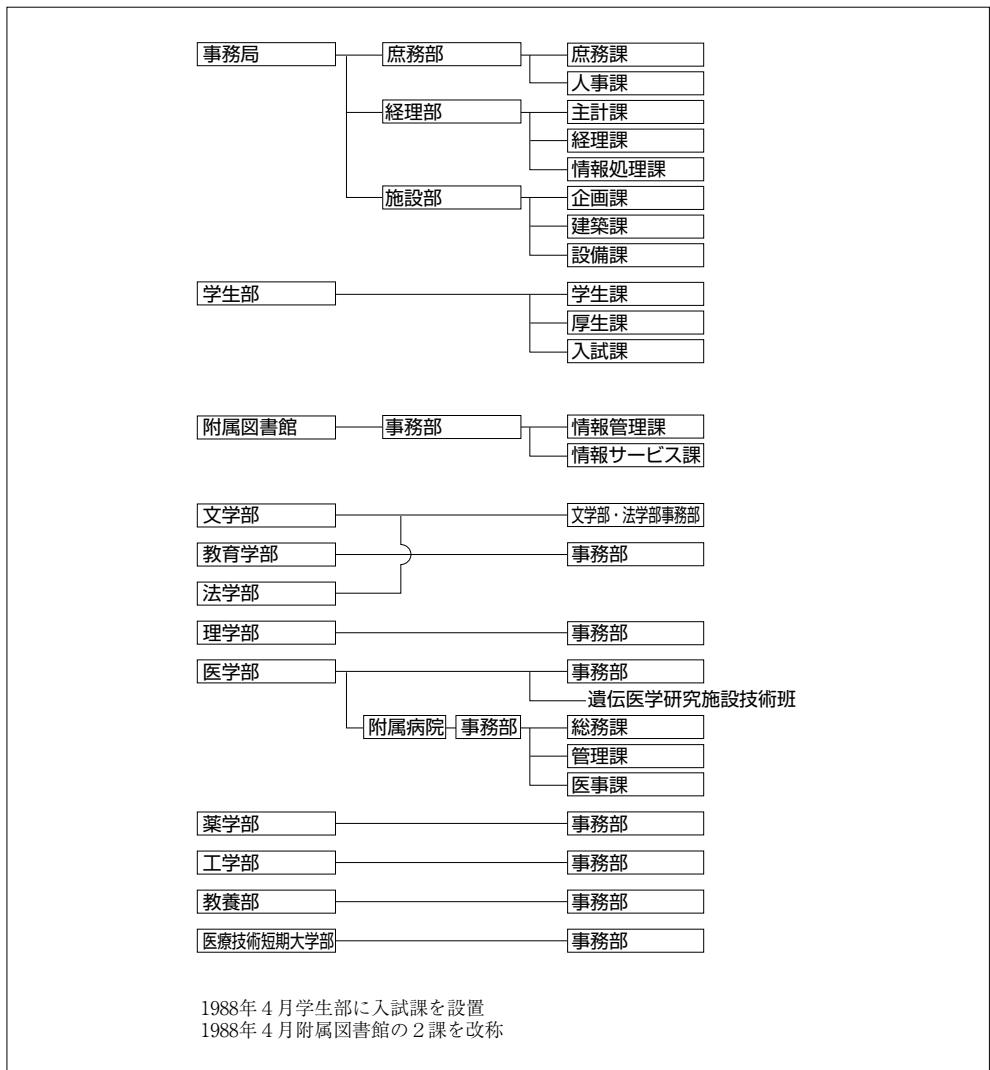 事務局 庶務部 庶務課
人事課
経理部 主計課
経理課
情報処理課
施設部 企画課
建築課
設備課
学生部 学生課
厚生課
入試課
附属図書館 事務部 情報管理課
情報サービス課
文学部 文学部・法学部事務部
教育学部 事務部
法学部
理学部 事務部
医学部 事務部
遺伝医学研究施設技術班
附属病院 事務部 総務課
管理課
医事課
薬学部 事務部
工学部 事務部
教養部 事務部
医療技術短期大学部 事務部
1988年４月学生部に入試課を設置
1988年４月附属図書館の２課を改称